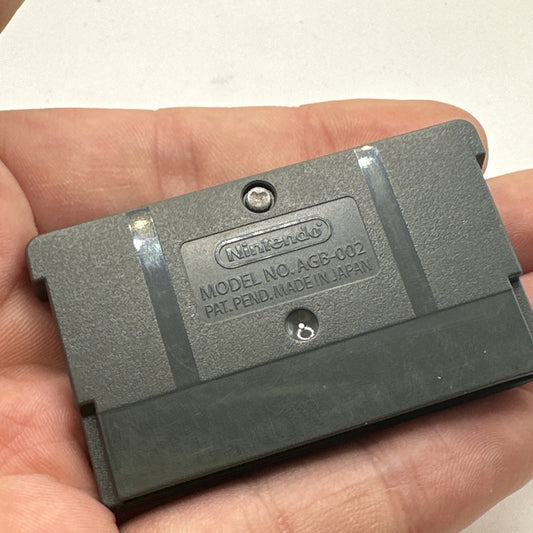 Nintendo
MODEL NO. AGB-002
PAT. PEND. MADE IN JAPAN